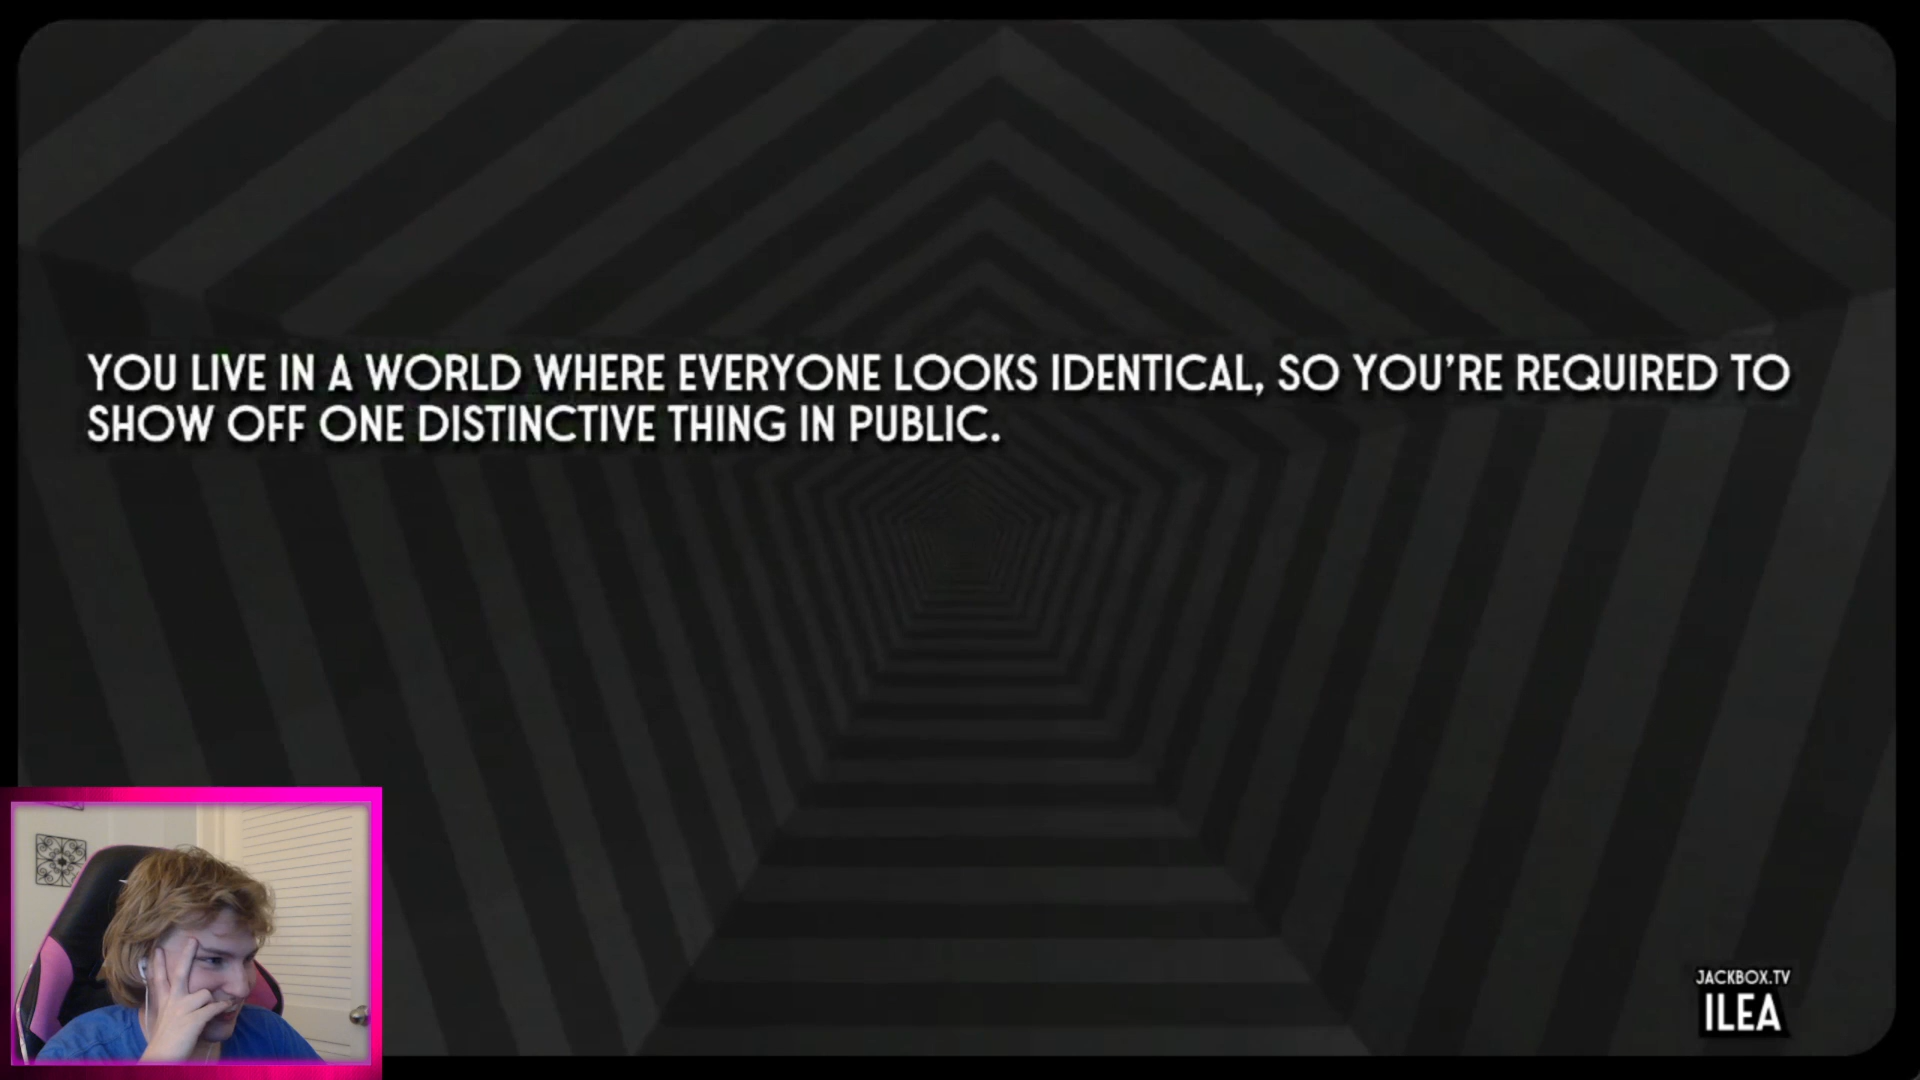 YOU LIVE IN A WORLD WHERE EVERYONE LOOKS IDENTICAL, SO YOU'RE REQUIRED TO
SHOW OFF ONE DISTINCTIVE THING IN PUBLIC.
JACKBOX.TV
ILEA